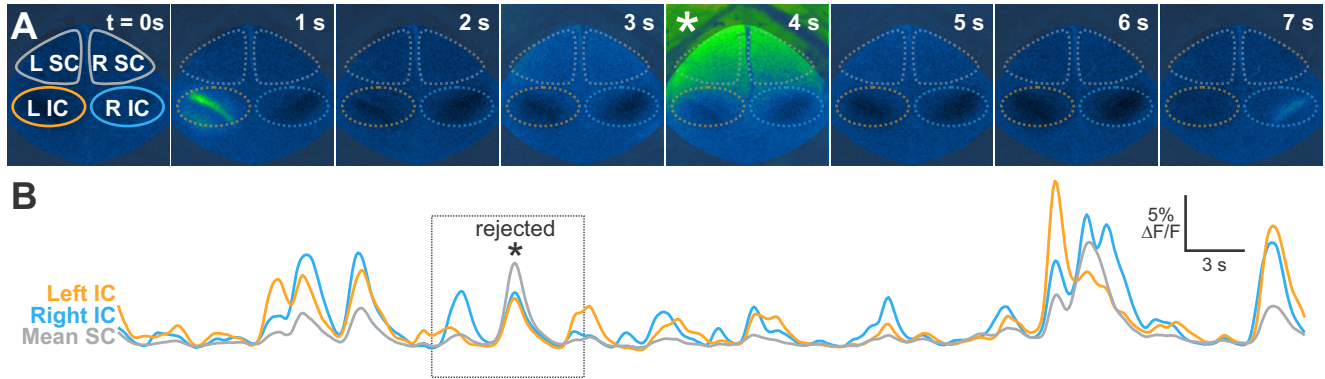 A
t = 0s
1 s
2 s
3 s
*
4 s
5 s
6 s
7 s
L SC
R SC
L IC
R IC
B
rejected
*
5%
ΔF/F
3 s
Left IC
Right IC
Mean SC